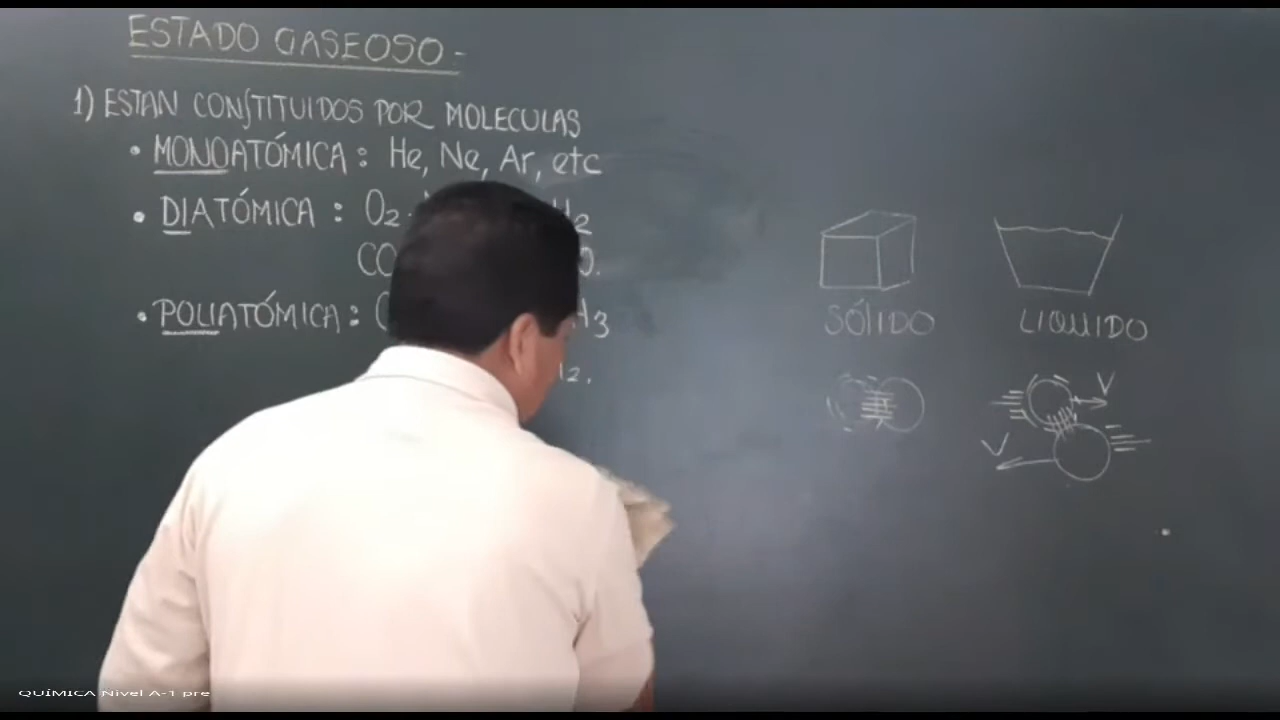 ESTADO GASEOSO.-
1) ESTAN CONSTITUIDOS POR MOLECULAS
• MONOATÓMICA : He, Ne, Ar, etc
• DIATÓMICA : O₂
CO
• POLIATÓMICA :
SÓLIDO
LIQUIDO
V
V
QUÍMICA Nivel A-1 pre